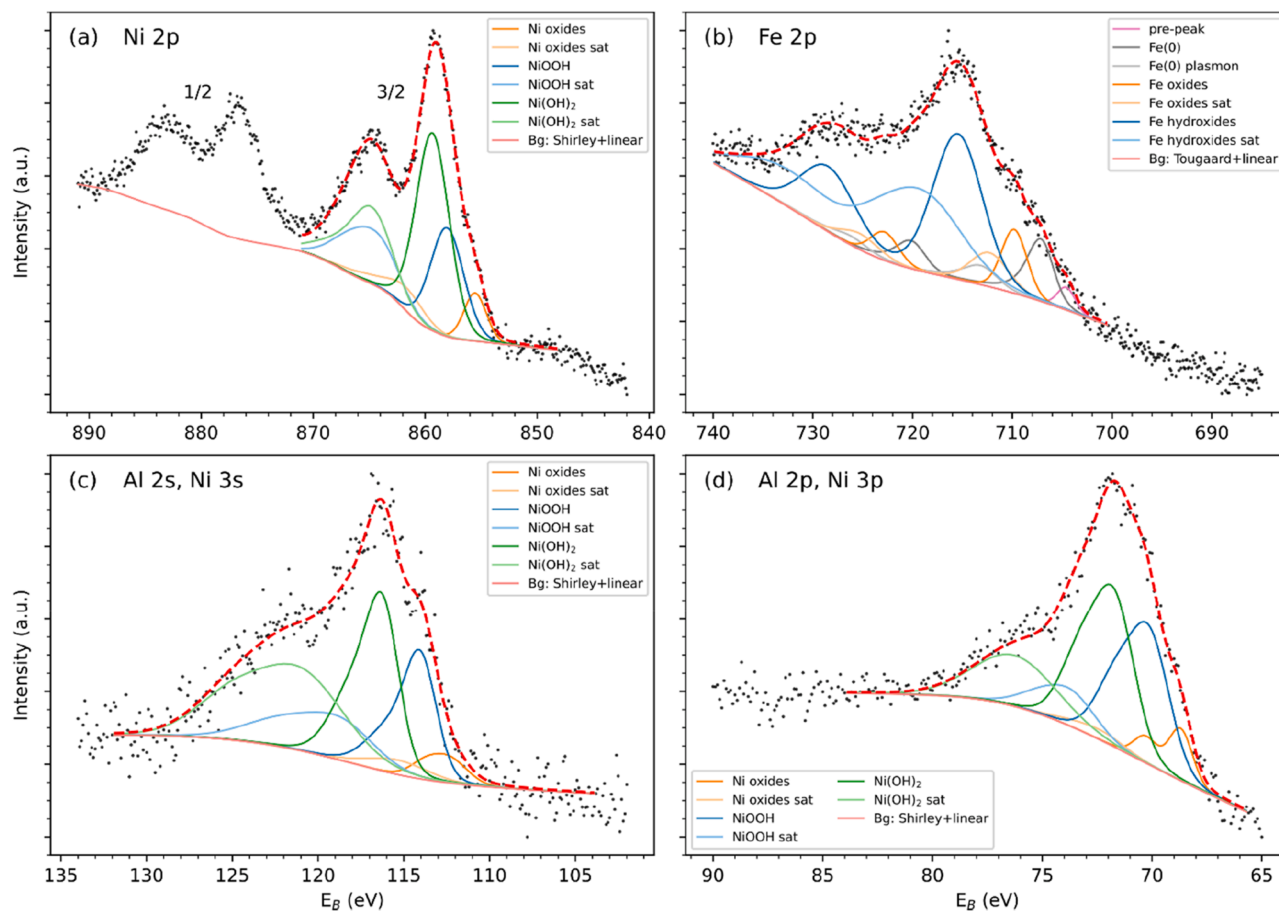 (a) Ni 2p
1/2
3/2
Ni oxides
Ni oxides sat
NiOOH
NiOOH sat
Ni(OH)₂
Ni(OH)₂ sat
Bg: Shirley+linear
Intensity (a.u.)
890 880 870 860 850 840
(b) Fe 2p
pre-peak
Fe(0)
Fe(0) plasmon
Fe oxides
Fe oxides sat
Fe hydroxides
Fe hydroxides sat
Bg: Tougaard+linear
740 730 720 710 700 690
(c) Al 2s, Ni 3s
Ni oxides
Ni oxides sat
NiOOH
NiOOH sat
Ni(OH)₂
Ni(OH)₂ sat
Bg: Shirley+linear
Intensity (a.u.)
135 130 125 120 115 110 105
E_B (eV)
(d) Al 2p, Ni 3p
Ni oxides
Ni oxides sat
NiOOH
NiOOH sat
Ni(OH)₂
Ni(OH)₂ sat
Bg: Shirley+linear
90 85 80 75 70 65
E_B (eV)